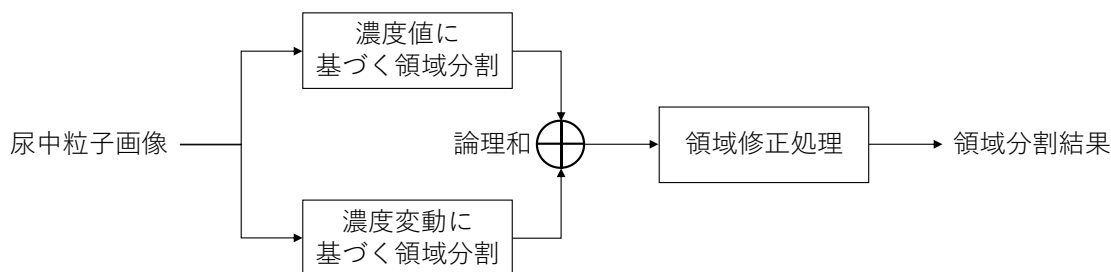 濃度値に
基づく領域分割
尿中粒子画像
論理和
領域修正処理
領域分割結果
濃度変動に
基づく領域分割